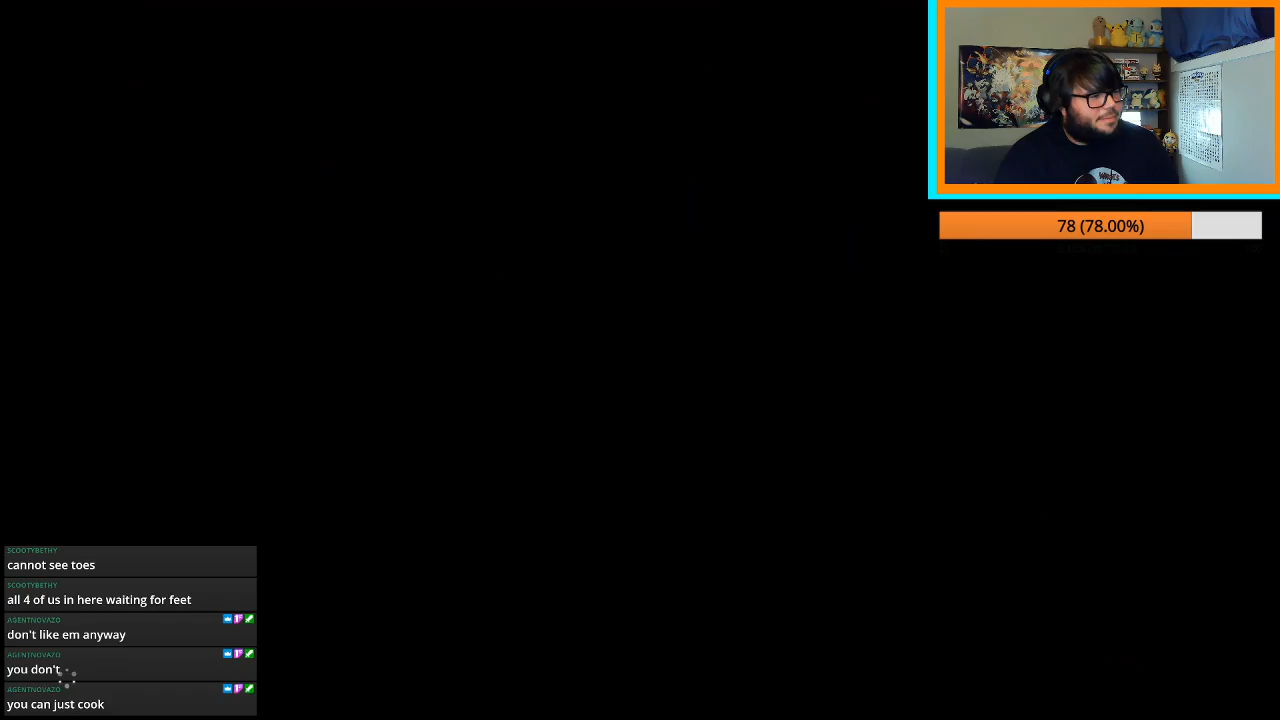 78 (78.00%)
SCOOTYBETHY
cannot see toes
SCOOTYBETHY
all 4 of us in here waiting for feet
AGENTNOVAZO
don't like em anyway
AGENTNOVAZO
you don't
AGENTNOVAZO
you can just cook